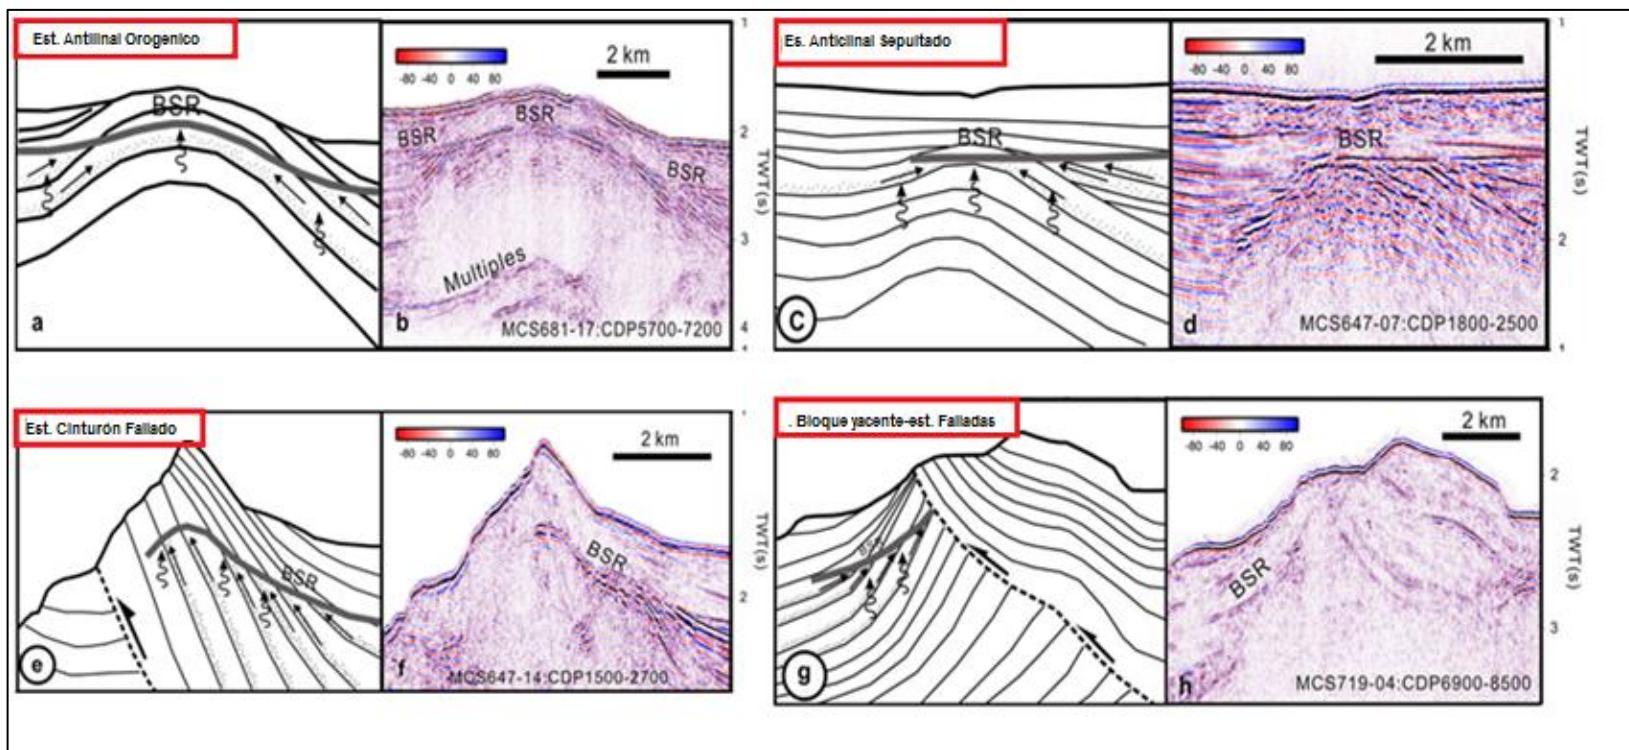 Est. Antilinal Orogenico
BSR
a
-80 -40 0 40 80
2 km
BSR
BSR
BSR
Multiples
b
MCS681-17:CDP5700-7200
1
2
3
4
TWT(s)
Es. Anticlinal Sepultado
BSR
C
-80 -40 0 40 80
2 km
BSR
d
MCS647-07:CDP1800-2500
1
2
TWT(s)
Est. Cinturón Fallado
BSR
e
-80 -40 0 40 80
2 km
BSR
f
MCS647-14:CDP1500-2700
1
2
TWT(s)
. Bloque yacente-est. Falladas
BSR
g
-80 -40 0 40 80
2 km
BSR
h
MCS719-04:CDP6900-8500
2
3
TWT(s)